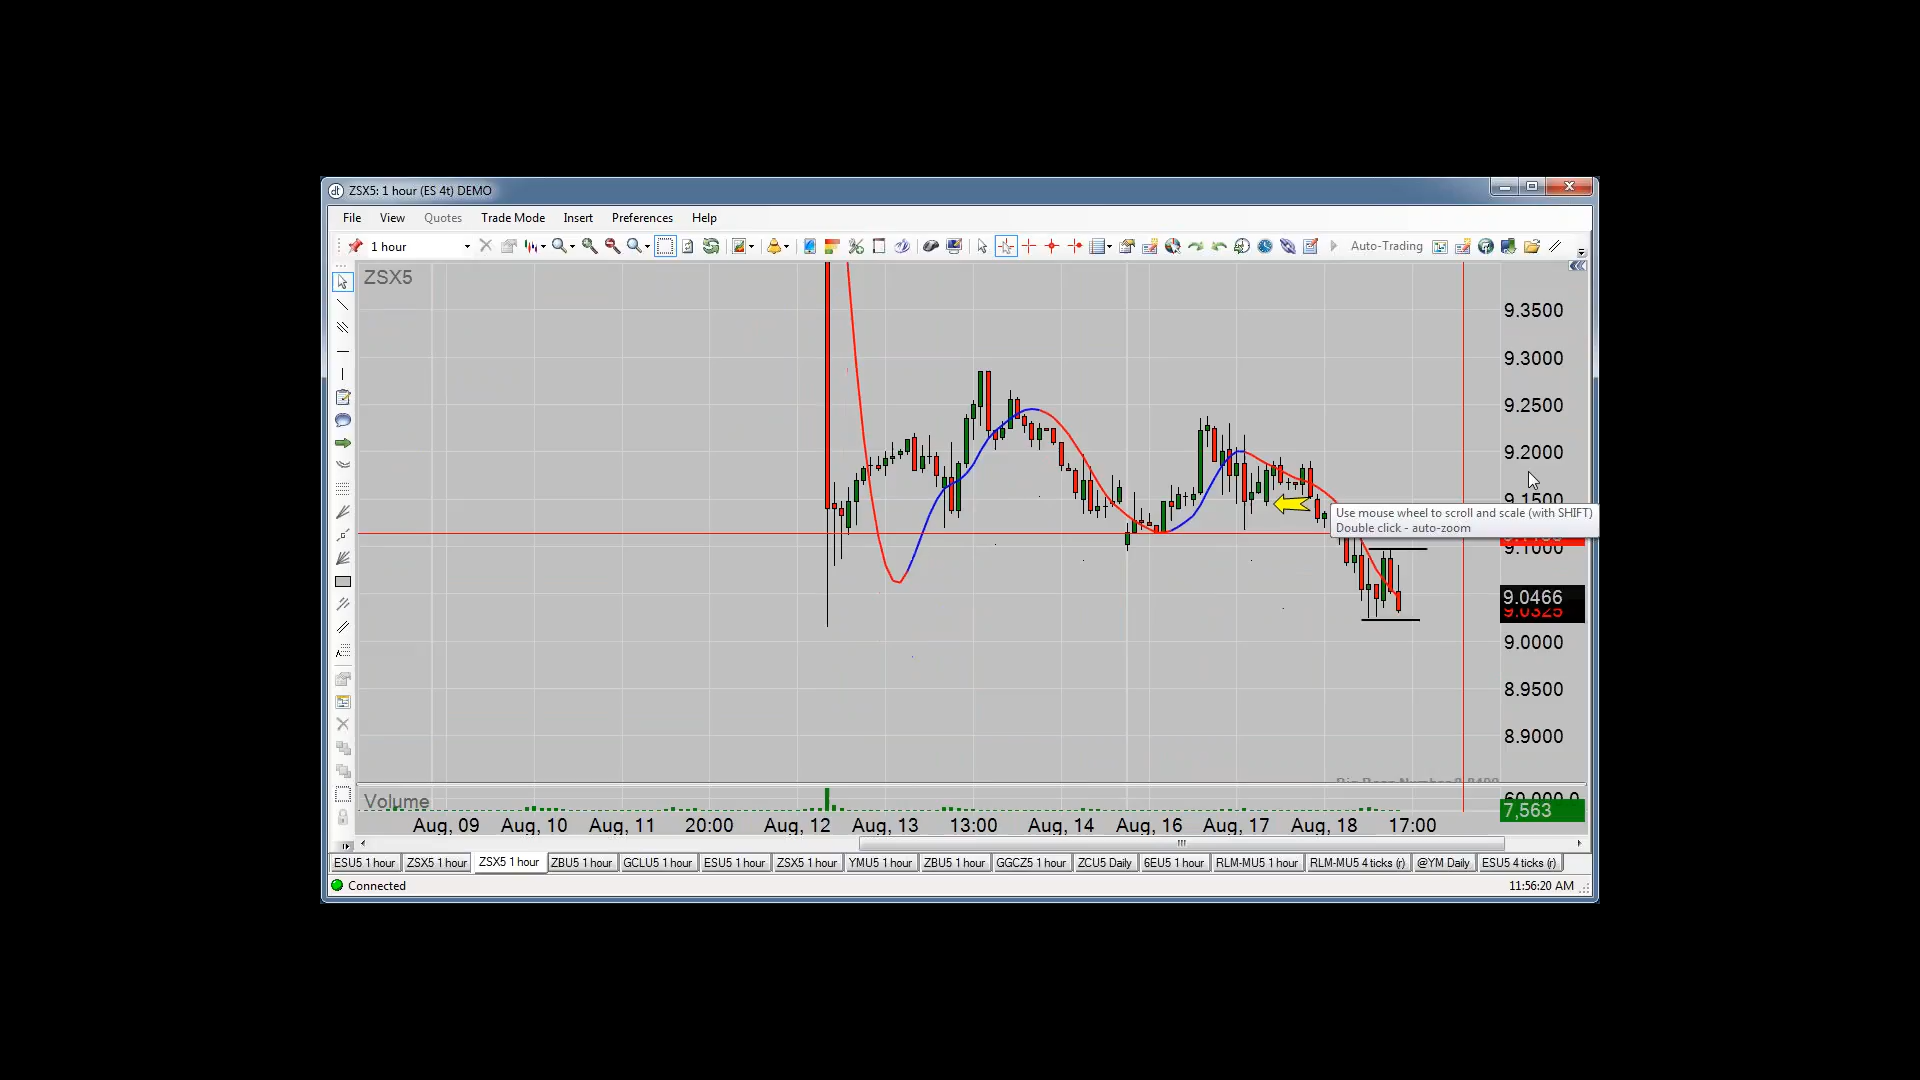 ZSX5: 1 hour (ES 4t) DEMO
File View Quotes Trade Mode Insert Preferences Help
1 hour Auto-Trading
ZSX5
9.3500
9.3000
9.2500
9.2000
9.1500
Use mouse wheel to scroll and scale (with SHIFT)
Double click - auto-zoom
9.1000
9.0466
9.0325
9.0000
8.9500
8.9000
Volume
7,563
Aug, 09 Aug, 10 Aug, 11 20:00 Aug, 12 Aug, 13 13:00 Aug, 14 Aug, 16 Aug, 17 Aug, 18 17:00
ESU5 1 hour ZSX5 1 hour ZSX5 1 hour ZBU5 1 hour GCLU5 1 hour ESU5 1 hour ZSX5 1 hour YMU5 1 hour ZBU5 1 hour GGCZ5 1 hour ZCU5 Daily 6EU5 1 hour RLM-MU5 1 hour RLM-MU5 4 ticks (r) @YM Daily ESU5 4 ticks (r)
Connected 11:56:20 AM